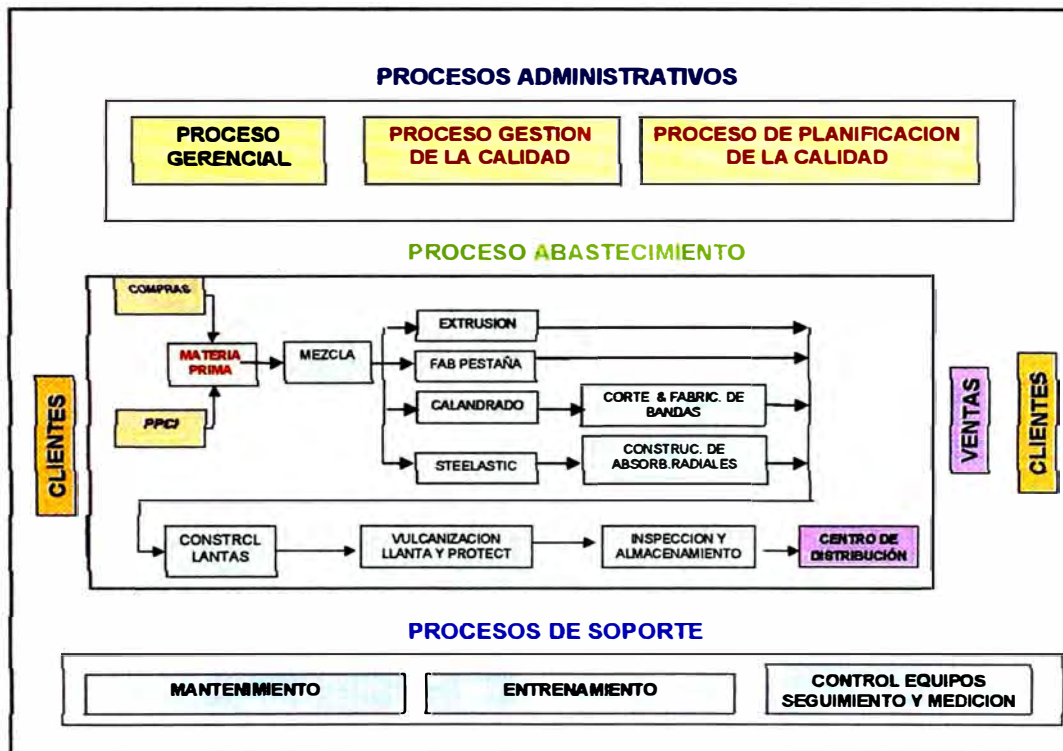 PROCESOS ADMINISTRATIVOS
PROCESO
GERENCIAL
PROCESO GESTION
DE LA CALIDAD
PROCESO DE PLANIFICACION
DE LA CALIDAD
PROCESO ABASTECIMIENTO
CLIENTES
COMPRAS
MATERIA
PRIMA
PPCI
MEZCLA
EXTRUSION
FAB PESTAÑA
CALANDRADO
CORTE & FABRIC. DE
BANDAS
STEELASTIC
CONSTRUC. DE
ABSORB.RADIALES
CONSTRCL
LANTAS
VULCANIZACION
LLANTA Y PROTECT
INSPECCION Y
ALMACENAMIENTO
CENTRO DE
DISTRIBUCIÓN
VENTAS
CLIENTES
PROCESOS DE SOPORTE
MANTENIMIENTO
ENTRENAMIENTO
CONTROL EQUIPOS
SEGUIMIENTO Y MEDICION